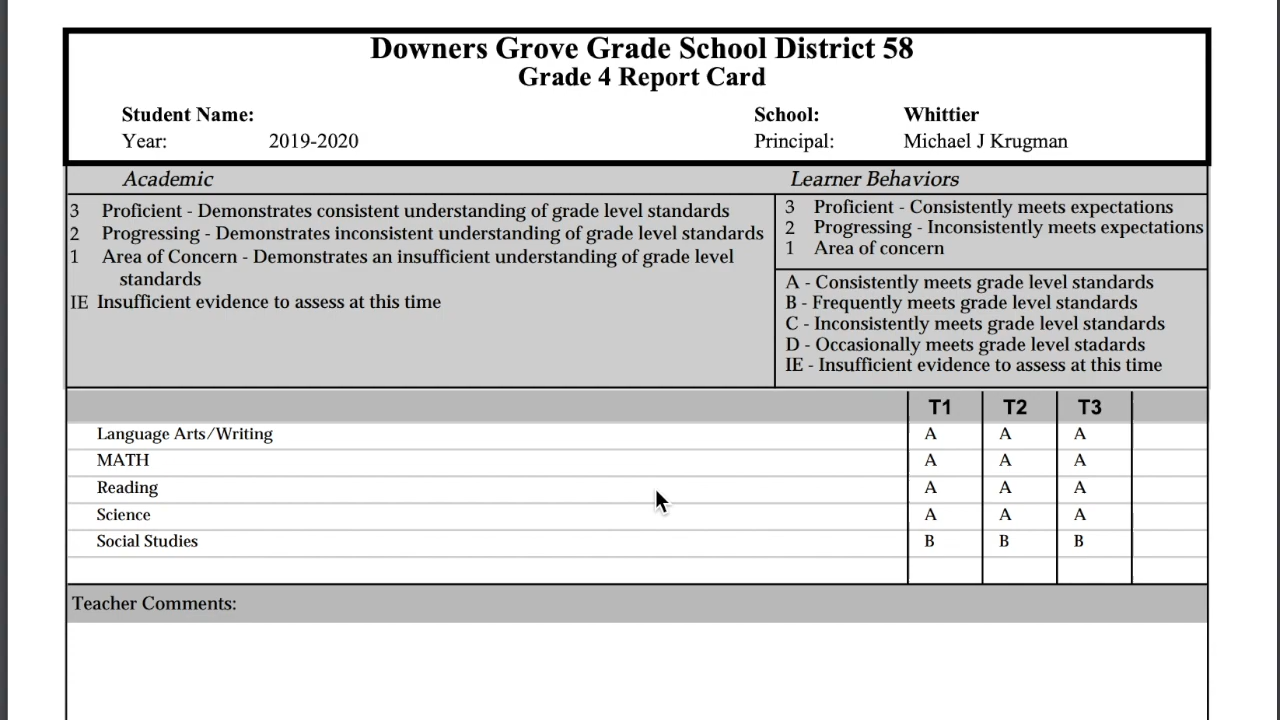 Downers Grove Grade School District 58
Grade 4 Report Card
Student Name:
School: Whittier
Year: 2019-2020
Principal: Michael J Krugman
Academic
3 Proficient - Demonstrates consistent understanding of grade level standards
2 Progressing - Demonstrates inconsistent understanding of grade level standards
1 Area of Concern - Demonstrates an insufficient understanding of grade level
standards
IE Insufficient evidence to assess at this time
Learner Behaviors
3 Proficient - Consistently meets expectations
2 Progressing - Inconsistently meets expectations
1 Area of concern
A - Consistently meets grade level standards
B - Frequently meets grade level standards
C - Inconsistently meets grade level standards
D - Occasionally meets grade level stadards
IE - Insufficient evidence to assess at this time
T1 T2 T3
Language Arts/Writing A A A
MATH A A A
Reading A A A
Science A A A
Social Studies B B B
Teacher Comments: